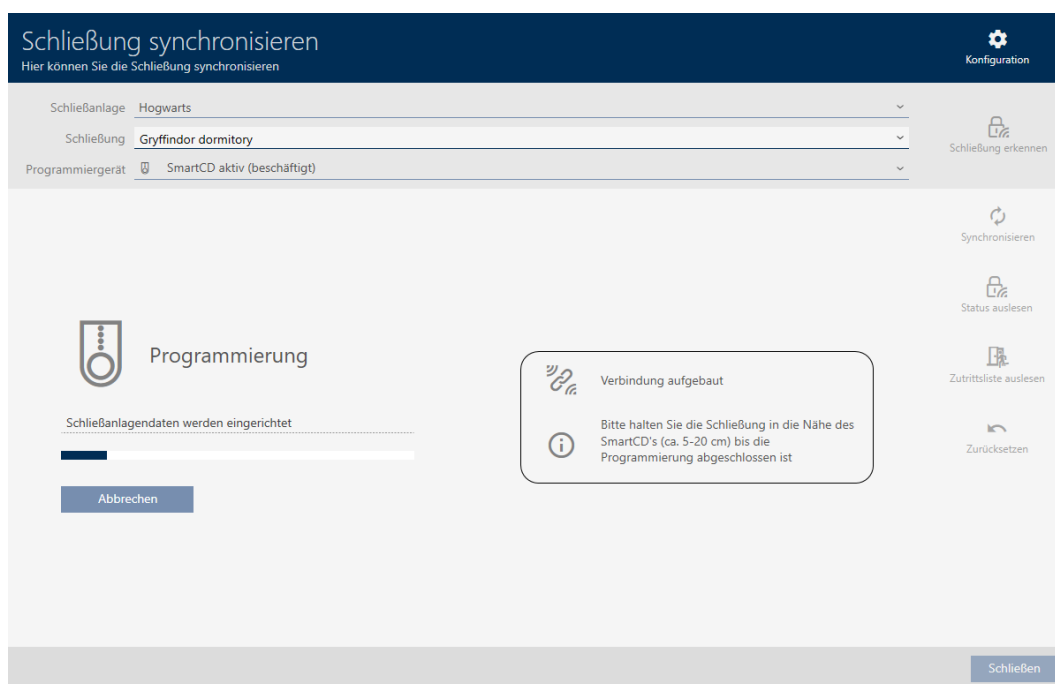 Schließung synchronisieren
Hier können Sie die Schließung synchronisieren
Konfiguration
Schließanlage Hogwarts
Schließung Gryffindor dormitory
Programmiergerät SmartCD aktiv (beschäftigt)
Schließung erkennen
Synchronisieren
Status auslesen
Zutrittsliste auslesen
Zurücksetzen
Programmierung
Schließanlagendaten werden eingerichtet
Abbrechen
Verbindung aufgebaut
Bitte halten Sie die Schließung in die Nähe des
SmartCD's (ca. 5-20 cm) bis die
Programmierung abgeschlossen ist
Schließen